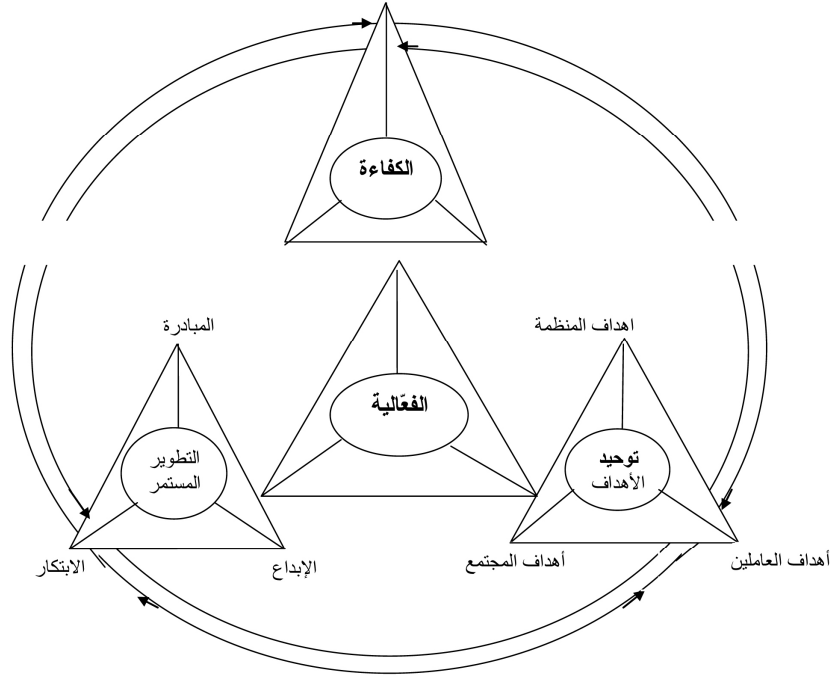 الكفاءة
اهداف المنظمة
المبادرة
الفعّالية
توحيد
الأهداف
التطوير
المستمر
أهداف العاملين
أهداف المجتمع
الإبداع
الابتكار